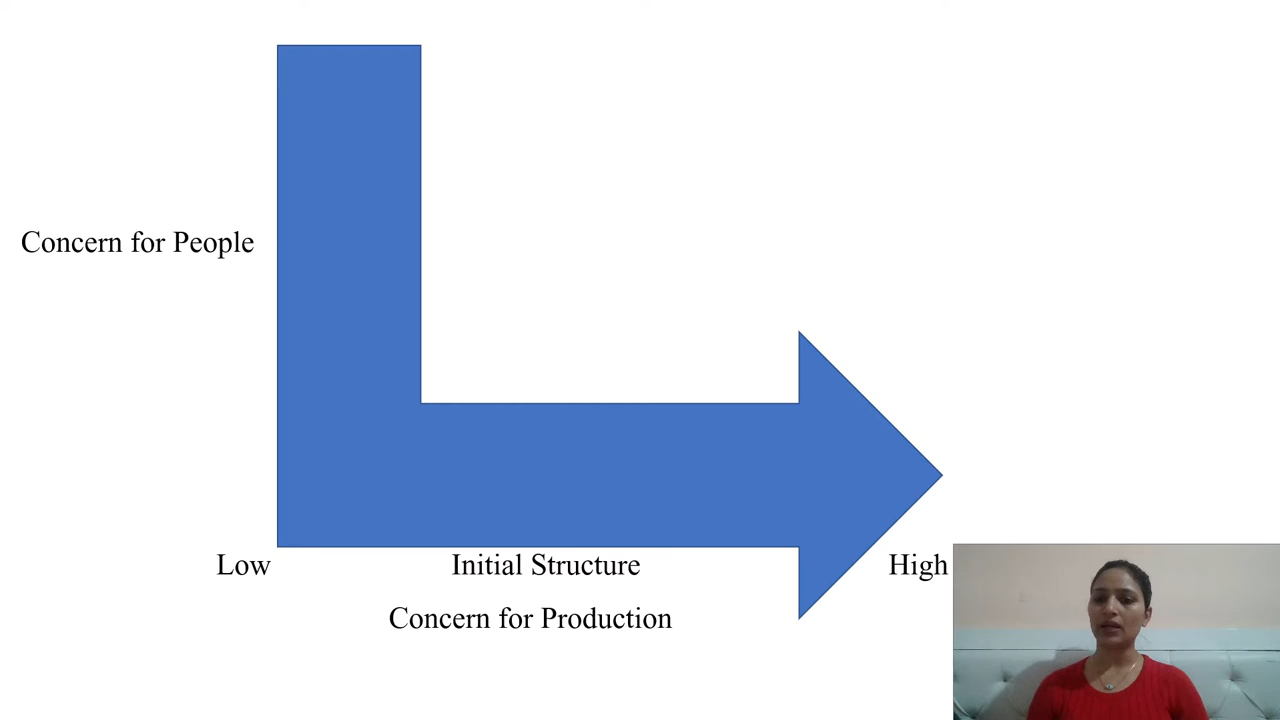 Concern for People
Low
Initial Structure
High
Concern for Production